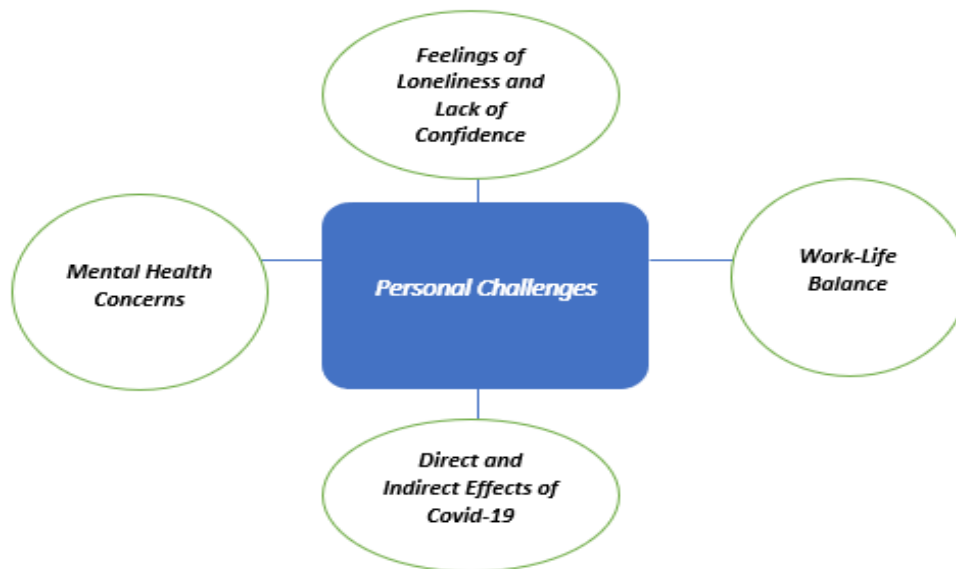 Feelings of
Loneliness and
Lack of
Confidence
Mental Health
Concerns
Personal Challenges
Work-Life
Balance
Direct and
Indirect Effects of
Covid-19